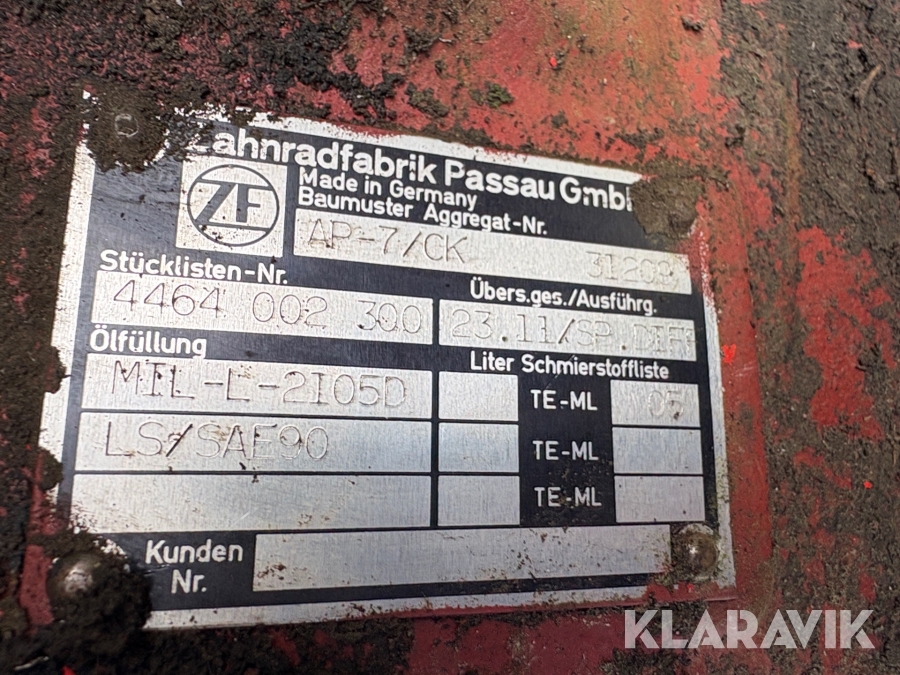 Zahnradfabrik Passau GmbH
ZF
Made in Germany
Baumuster Aggregat-Nr.
AP-7/CK
Stücklisten-Nr.
4464 002 300
Übers.ges./Ausführg.
23.11/SP.DIFF
Ölfüllung
Liter Schmierstoffliste
MIL-L-2105D
TE-ML 05
LS/SAE90
TE-ML
TE-ML
Kunden
Nr.
KLARAVIK